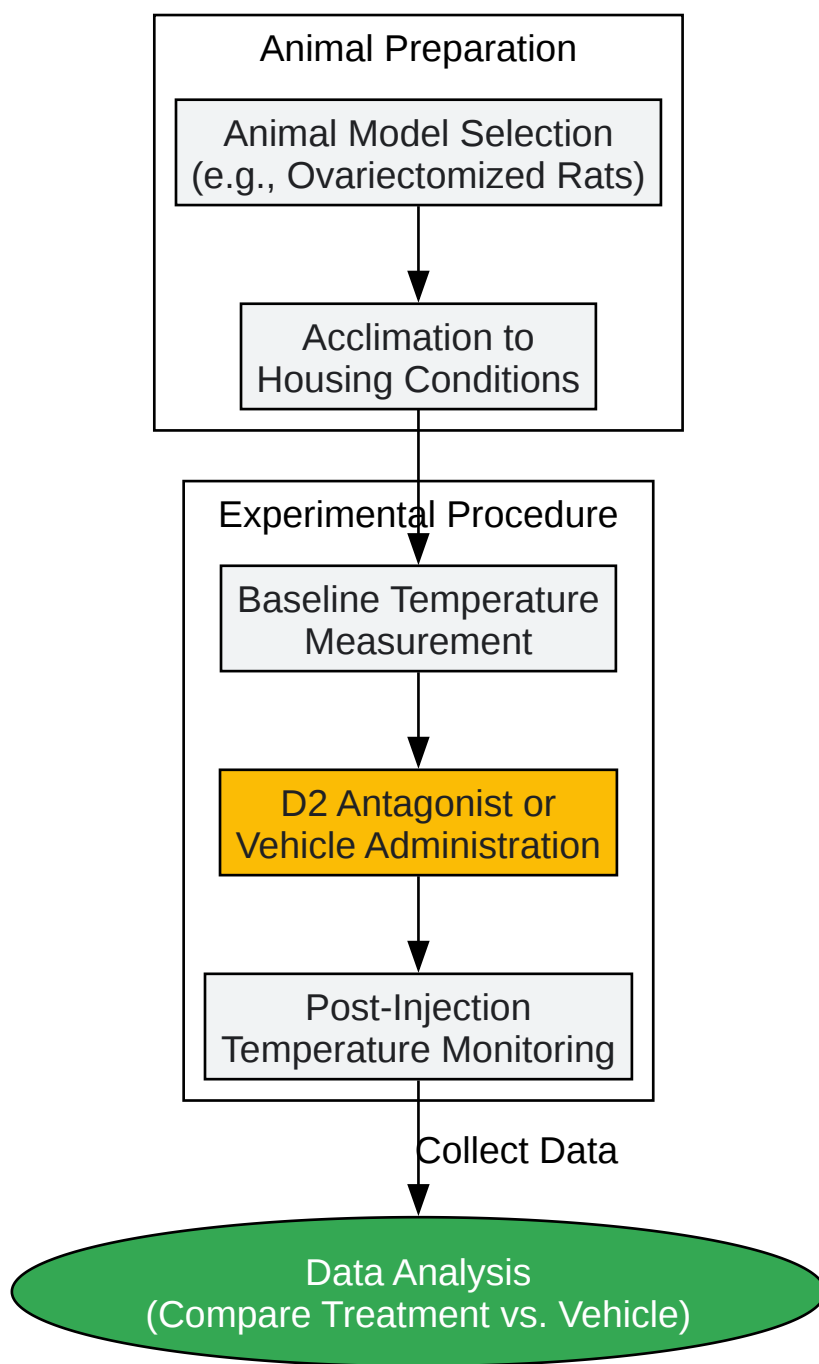 Animal Preparation
Animal Model Selection
(e.g., Ovariectomized Rats)
Acclimation to
Housing Conditions
Experimental Procedure
Baseline Temperature
Measurement
D2 Antagonist or
Vehicle Administration
Post-Injection
Temperature Monitoring
Collect Data
Data Analysis
(Compare Treatment vs. Vehicle)